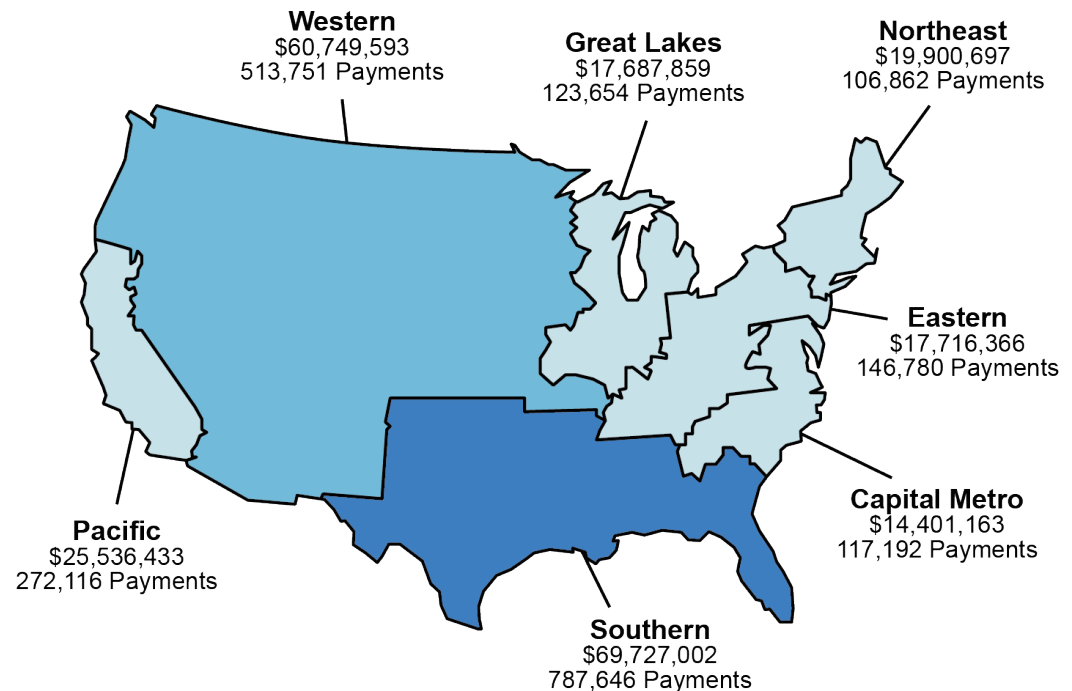 Western
$60,749,593
513,751 Payments
Great Lakes
$17,687,859
123,654 Payments
Northeast
$19,900,697
106,862 Payments
Eastern
$17,716,366
146,780 Payments
Capital Metro
$14,401,163
117,192 Payments
Pacific
$25,536,433
272,116 Payments
Southern
$69,727,002
787,646 Payments